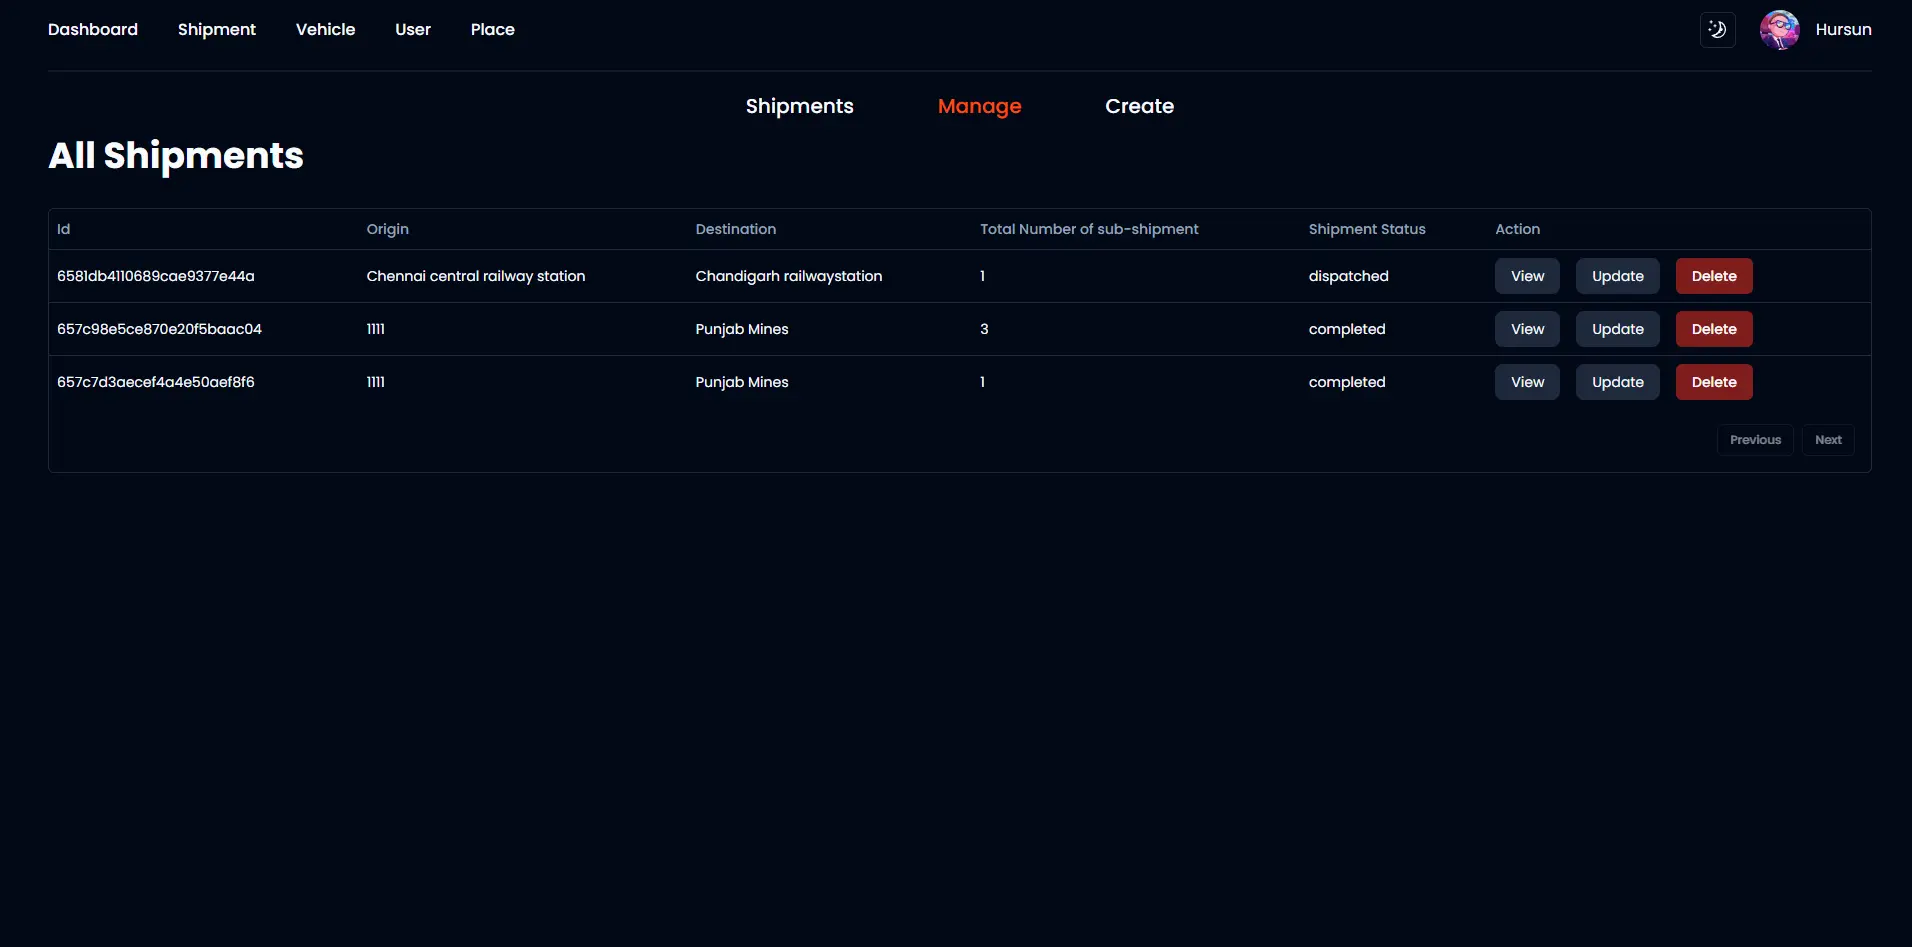 Dashboard Shipment Vehicle User Place Hursun
Shipments Manage Create
All Shipments
Id Origin Destination Total Number of sub-shipment Shipment Status Action
6581db4110689cae9377e44a Chennai central railway station Chandigarh railwaystation 1 dispatched View Update Delete
657c98e5ce870e20f5baac04 1111 Punjab Mines 3 completed View Update Delete
657c7d3aecef4a4e50aef8f6 1111 Punjab Mines 1 completed View Update Delete
Previous Next